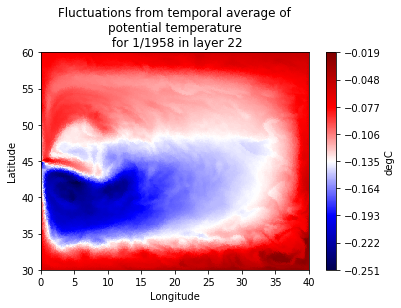 Fluctuations from temporal average of
potential temperature
for 1/1958 in layer 22
60
55
50
45
40
35
30
Latitude
0 5 10 15 20 25 30 35 40
Longitude
−0.019
−0.048
−0.077
−0.106
−0.135
−0.164
−0.193
−0.222
−0.251
degC